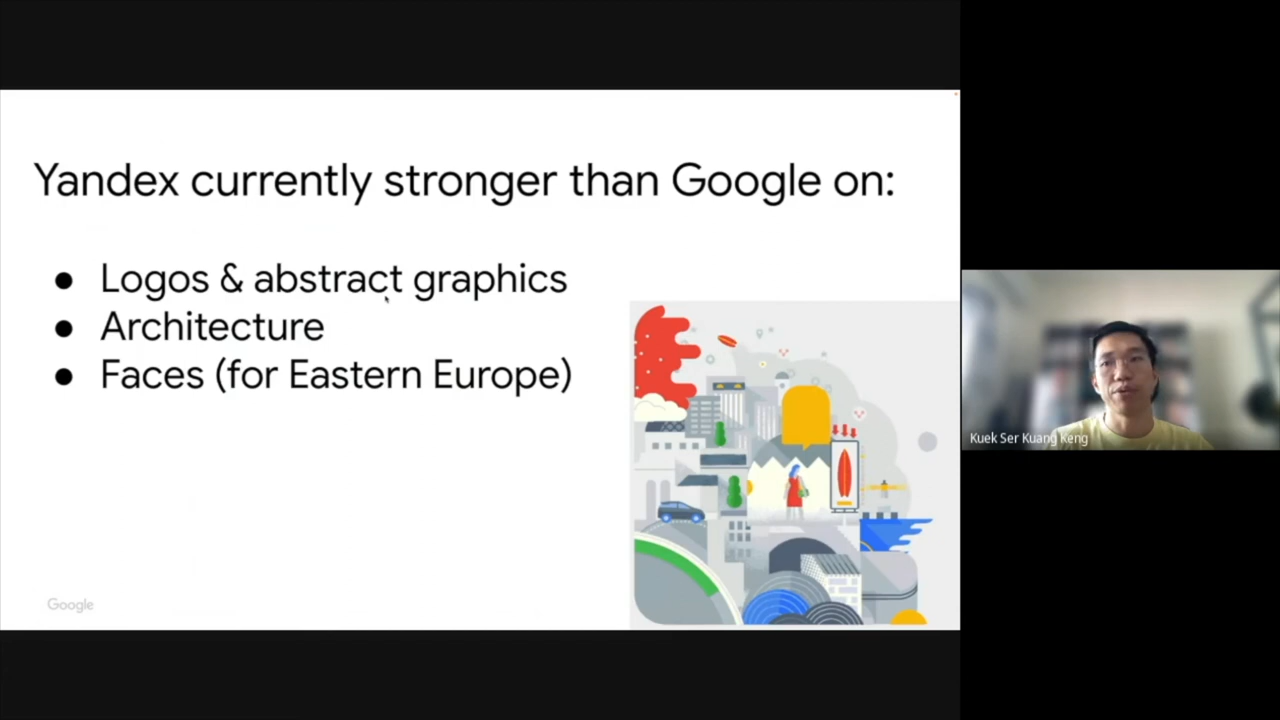 Yandex currently stronger than Google on:
● Logos & abstract graphics
● Architecture
● Faces (for Eastern Europe)
Google
Kuek Ser Kuang Keng